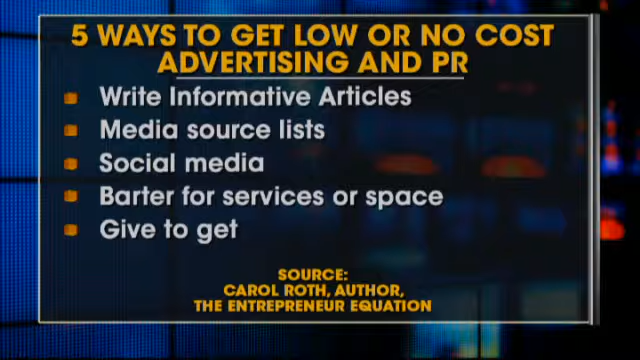 5 WAYS TO GET LOW OR NO COST
ADVERTISING AND PR
Write Informative Articles
Media source lists
Social media
Barter for services or space
Give to get
SOURCE:
CAROL ROTH, AUTHOR,
THE ENTREPRENEUR EQUATION